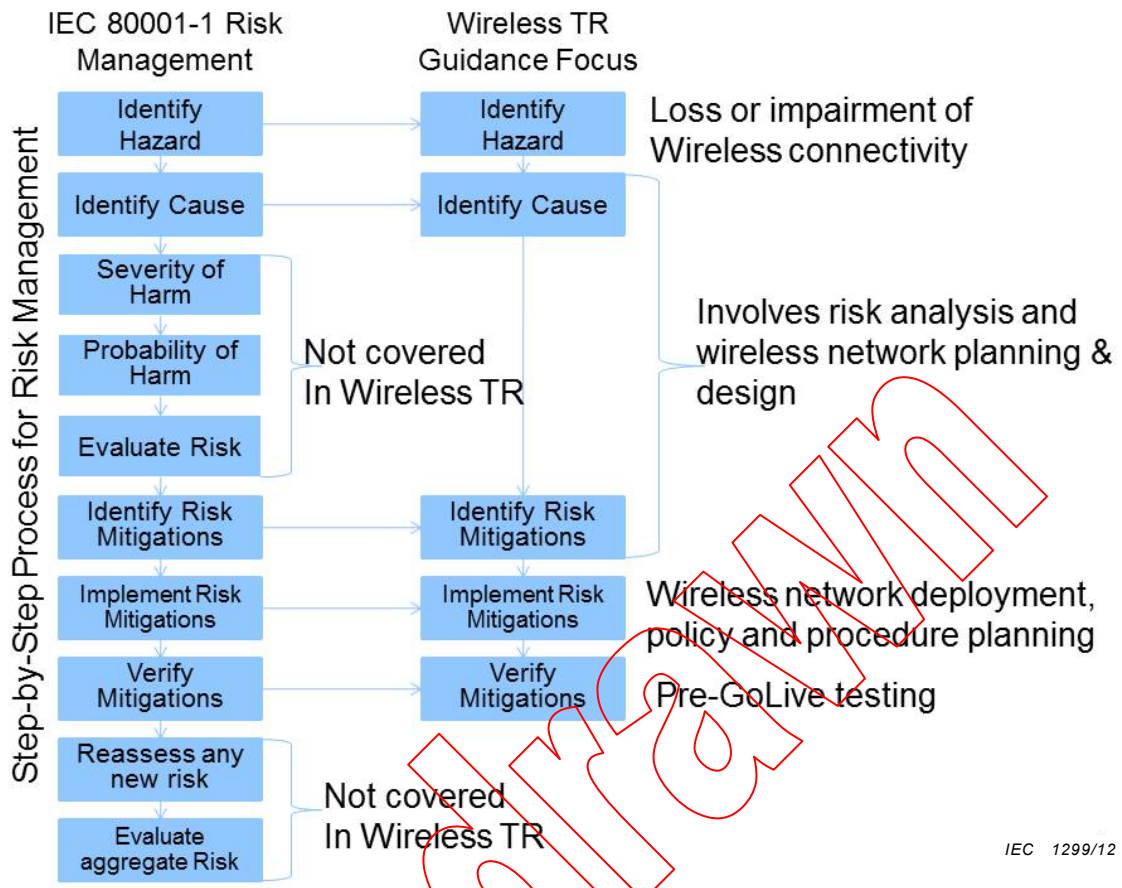 IEC 80001-1 Risk
Management
Wireless TR
Guidance Focus
Step-by-Step Process for Risk Management
Identify
Hazard
Identify
Hazard
Loss or impairment of
Wireless connectivity
Identify Cause
Identify Cause
Severity of
Harm
Probability of
Harm
Evaluate Risk
Not covered
In Wireless TR
Involves risk analysis and
wireless network planning &
design
Identify Risk
Mitigations
Identify Risk
Mitigations
Implement Risk
Mitigations
Implement Risk
Mitigations
Wireless network deployment,
policy and procedure planning
Verify
Mitigations
Verify
Mitigations
Pre-GoLive testing
Reassess any
new risk
Evaluate
aggregate Risk
Not covered
In Wireless TR
IEC 1299/12
drawn